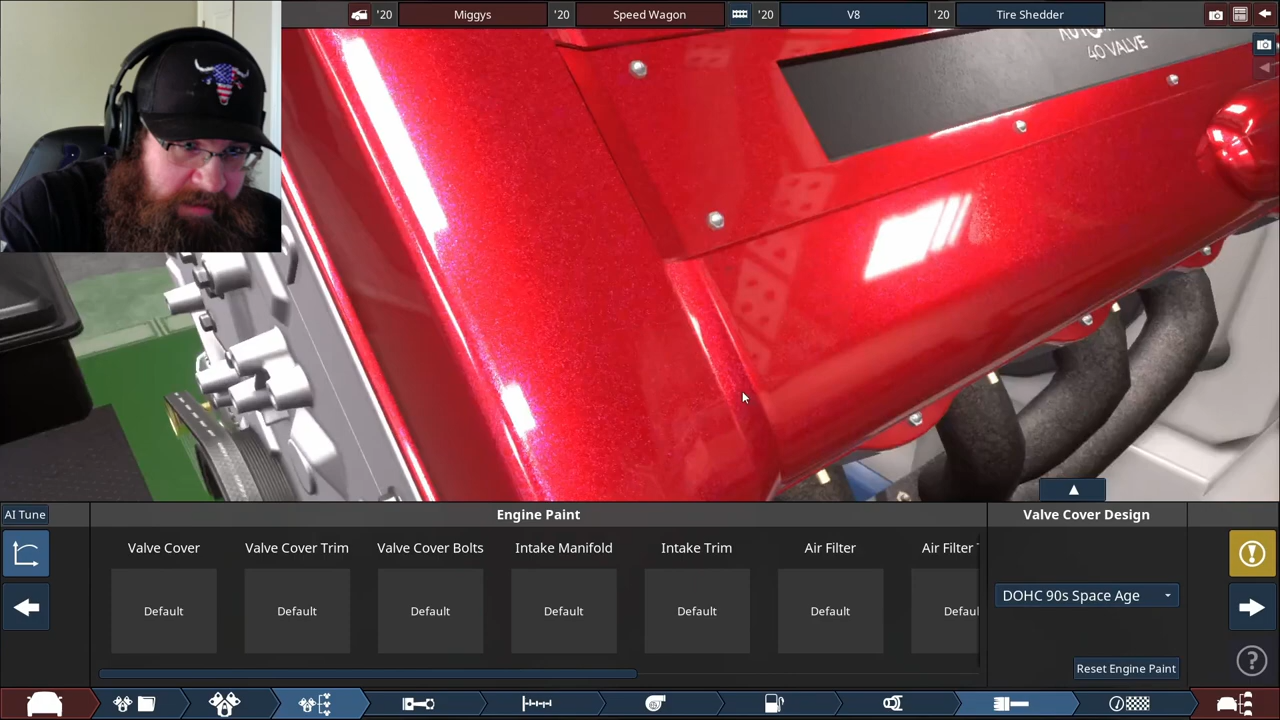 '20 Miggys '20 Speed Wagon '20 V8 '20 Tire Shedder
40 VALVE
AI Tune Engine Paint Valve Cover Design
Valve Cover Valve Cover Trim Valve Cover Bolts Intake Manifold Intake Trim Air Filter Air Filter
DOHC 90s Space Age
Default Default Default Default Default Default
Reset Engine Paint